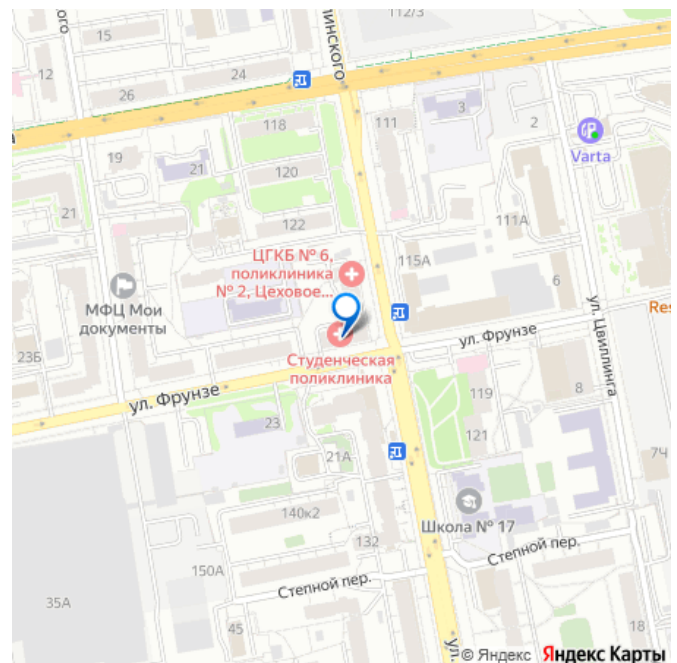 112/3
15
ого
линского
12
24
26
118
111
3
2
Varta
а
19
21
120
21
122
111А
ЦГКБ № 6,
поликлиника
№ 2, Цеховое...
115А
6
МФЦ Мои
документы
Res
ул. Фрунзе
ул. Цвиллинга
23Б
Студенческая
поликлиника
ул. Фрунзе
119
8
23
121
21А
7Ч
140к2
Школа № 17
132
Степной пер.
150А
Степной пер.
35А
45
18
ул.
© Яндекс Яндекс Карты